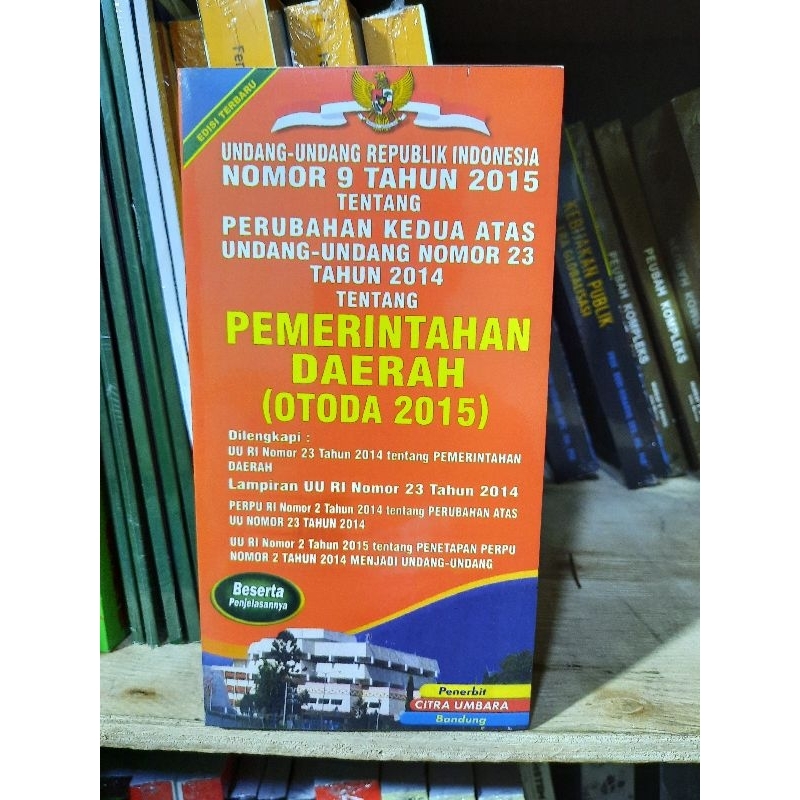 EDISI TERBARU
UNDANG-UNDANG REPUBLIK INDONESIA
NOMOR 9 TAHUN 2015
TENTANG
PERUBAHAN KEDUA ATAS
UNDANG-UNDANG NOMOR 23
TAHUN 2014
TENTANG
PEMERINTAHAN
DAERAH
(OTODA 2015)
Dilengkapi :
UU RI Nomor 23 Tahun 2014 tentang PEMERINTAHAN
DAERAH
Lampiran UU RI Nomor 23 Tahun 2014
PERPU RI Nomor 2 Tahun 2014 tentang PERUBAHAN ATAS
UU NOMOR 23 TAHUN 2014
UU RI Nomor 2 Tahun 2015 tentang PENETAPAN PERPU
NOMOR 2 TAHUN 2014 MENJADI UNDANG-UNDANG
Beserta
Penjelasannya
Penerbit
CITRA UMBARA
Bandung
KEBIJAKAN PUBLIK
ERA GLOBALISASI
PEUBAH KOMPLEKS
PEUBAH KOMPLEKS